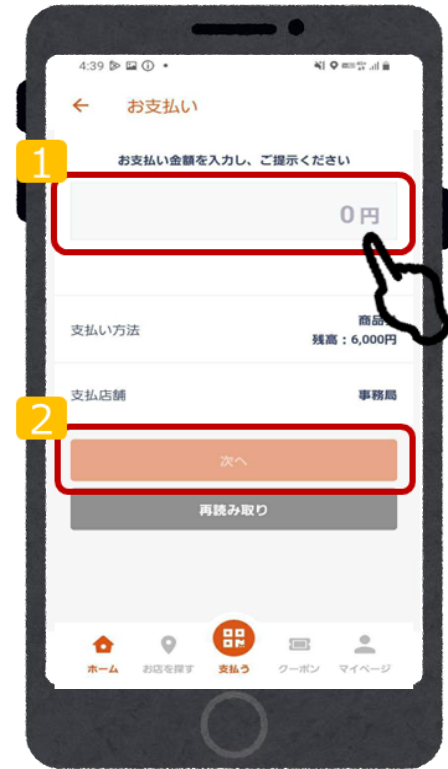 4:39
お支払い
1
お支払い金額を入力し、ご提示ください
0円
支払い方法
商品
残高：6,000円
支払店舗
事務局
2
次へ
再読み取り
ホーム
お店を探す
支払う
クーポン
マイページ